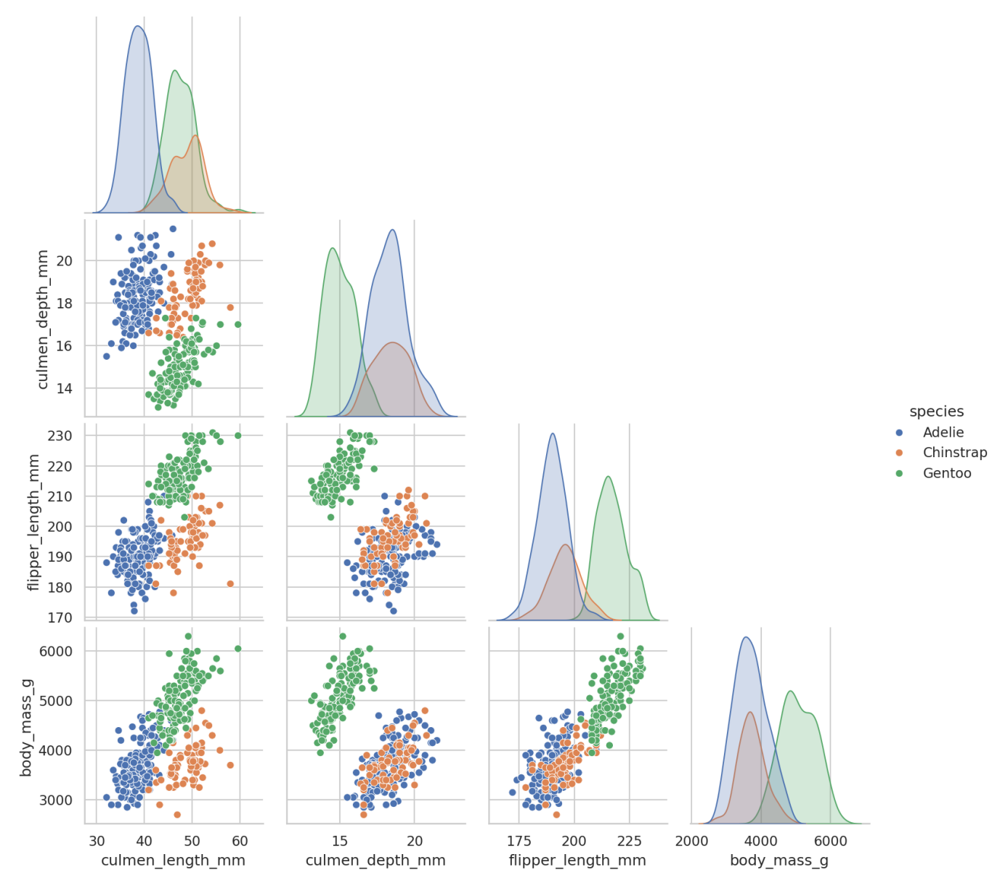 culmen_depth_mm
20
18
16
14
flipper_length_mm
230
220
210
200
190
180
170
body_mass_g
6000
5000
4000
3000
30 40 50 60
culmen_length_mm
15 20
culmen_depth_mm
175 200 225
flipper_length_mm
2000 4000 6000
body_mass_g
species
Adelie
Chinstrap
Gentoo